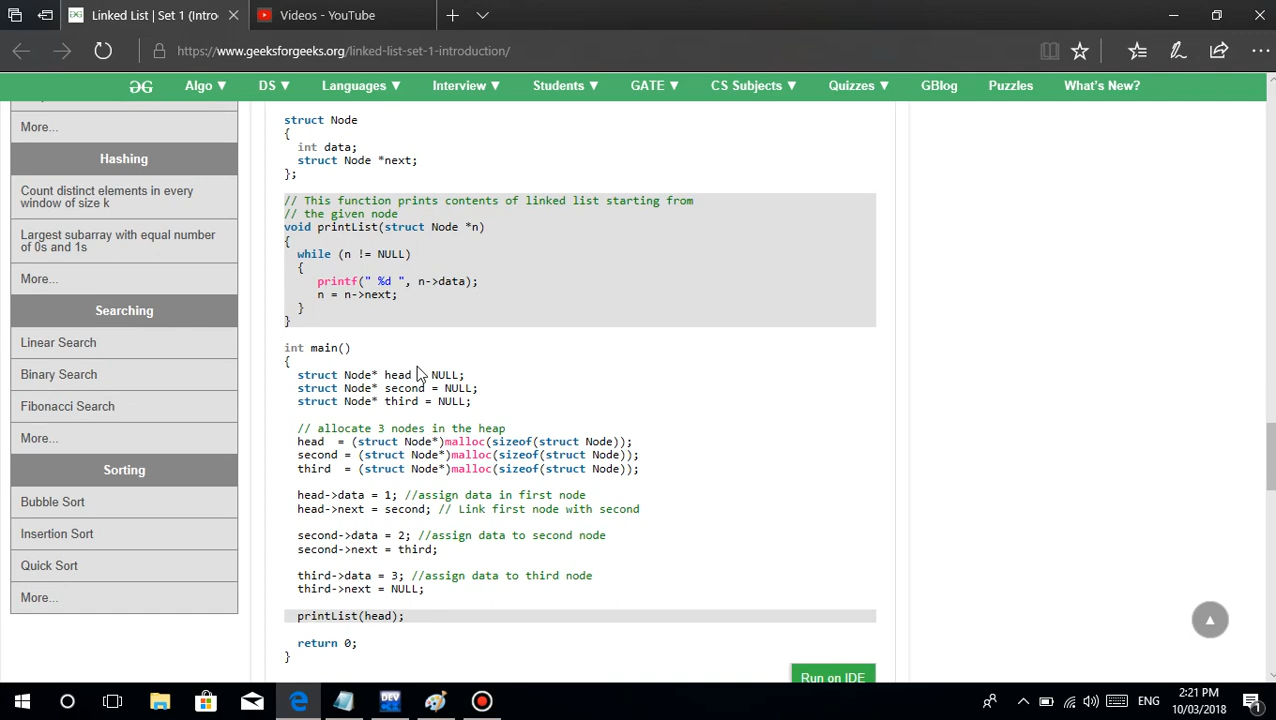 Linked List | Set 1 (Intro
Videos - YouTube
https://www.geeksforgeeks.org/linked-list-set-1-introduction/
Algo ▼ DS ▼ Languages ▼ Interview ▼ Students ▼ GATE ▼ CS Subjects ▼ Quizzes ▼ GBlog Puzzles What's New?
More...
Hashing
Count distinct elements in every
window of size k
Largest subarray with equal number
of 0s and 1s
More...
Searching
Linear Search
Binary Search
Fibonacci Search
More...
Sorting
Bubble Sort
Insertion Sort
Quick Sort
More...
struct Node
{
int data;
struct Node *next;
};
// This function prints contents of linked list starting from
// the given node
void printList(struct Node *n)
{
while (n != NULL)
{
printf(" %d ", n->data);
n = n->next;
}
}
int main()
{
struct Node* head NULL;
struct Node* second = NULL;
struct Node* third = NULL;
// allocate 3 nodes in the heap
head = (struct Node*)malloc(sizeof(struct Node));
second = (struct Node*)malloc(sizeof(struct Node));
third = (struct Node*)malloc(sizeof(struct Node));
head->data = 1; //assign data in first node
head->next = second; // Link first node with second
second->data = 2; //assign data to second node
second->next = third;
third->data = 3; //assign data to third node
third->next = NULL;
printList(head);
return 0;
}
Run on IDE
DEV
ENG
2:21 PM
10/03/2018
1